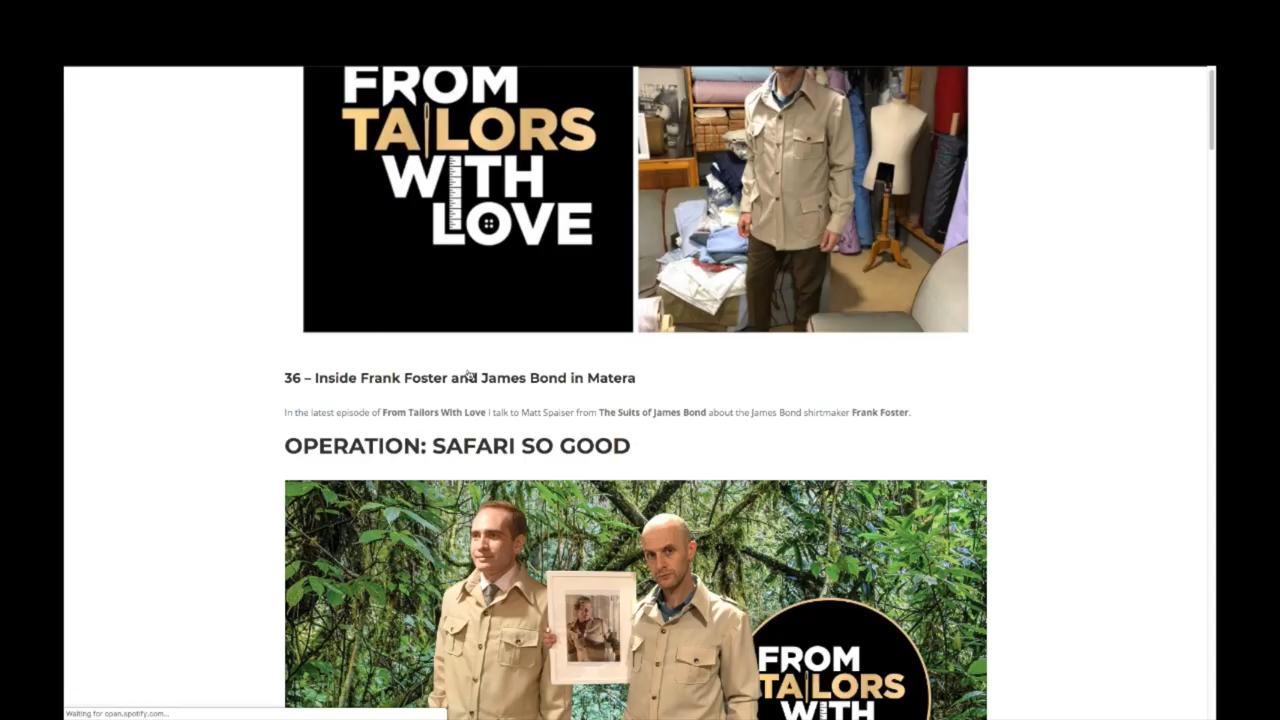 FROM
TAILORS
WITH
LOVE
36 – Inside Frank Foster and James Bond in Matera
In the latest episode of From Tailors With Love I talk to Matt Spaiser from The Suits of James Bond about the James Bond shirtmaker Frank Foster.
OPERATION: SAFARI SO GOOD
FROM
TAILORS
WITH
Waiting for open.spotify.com...